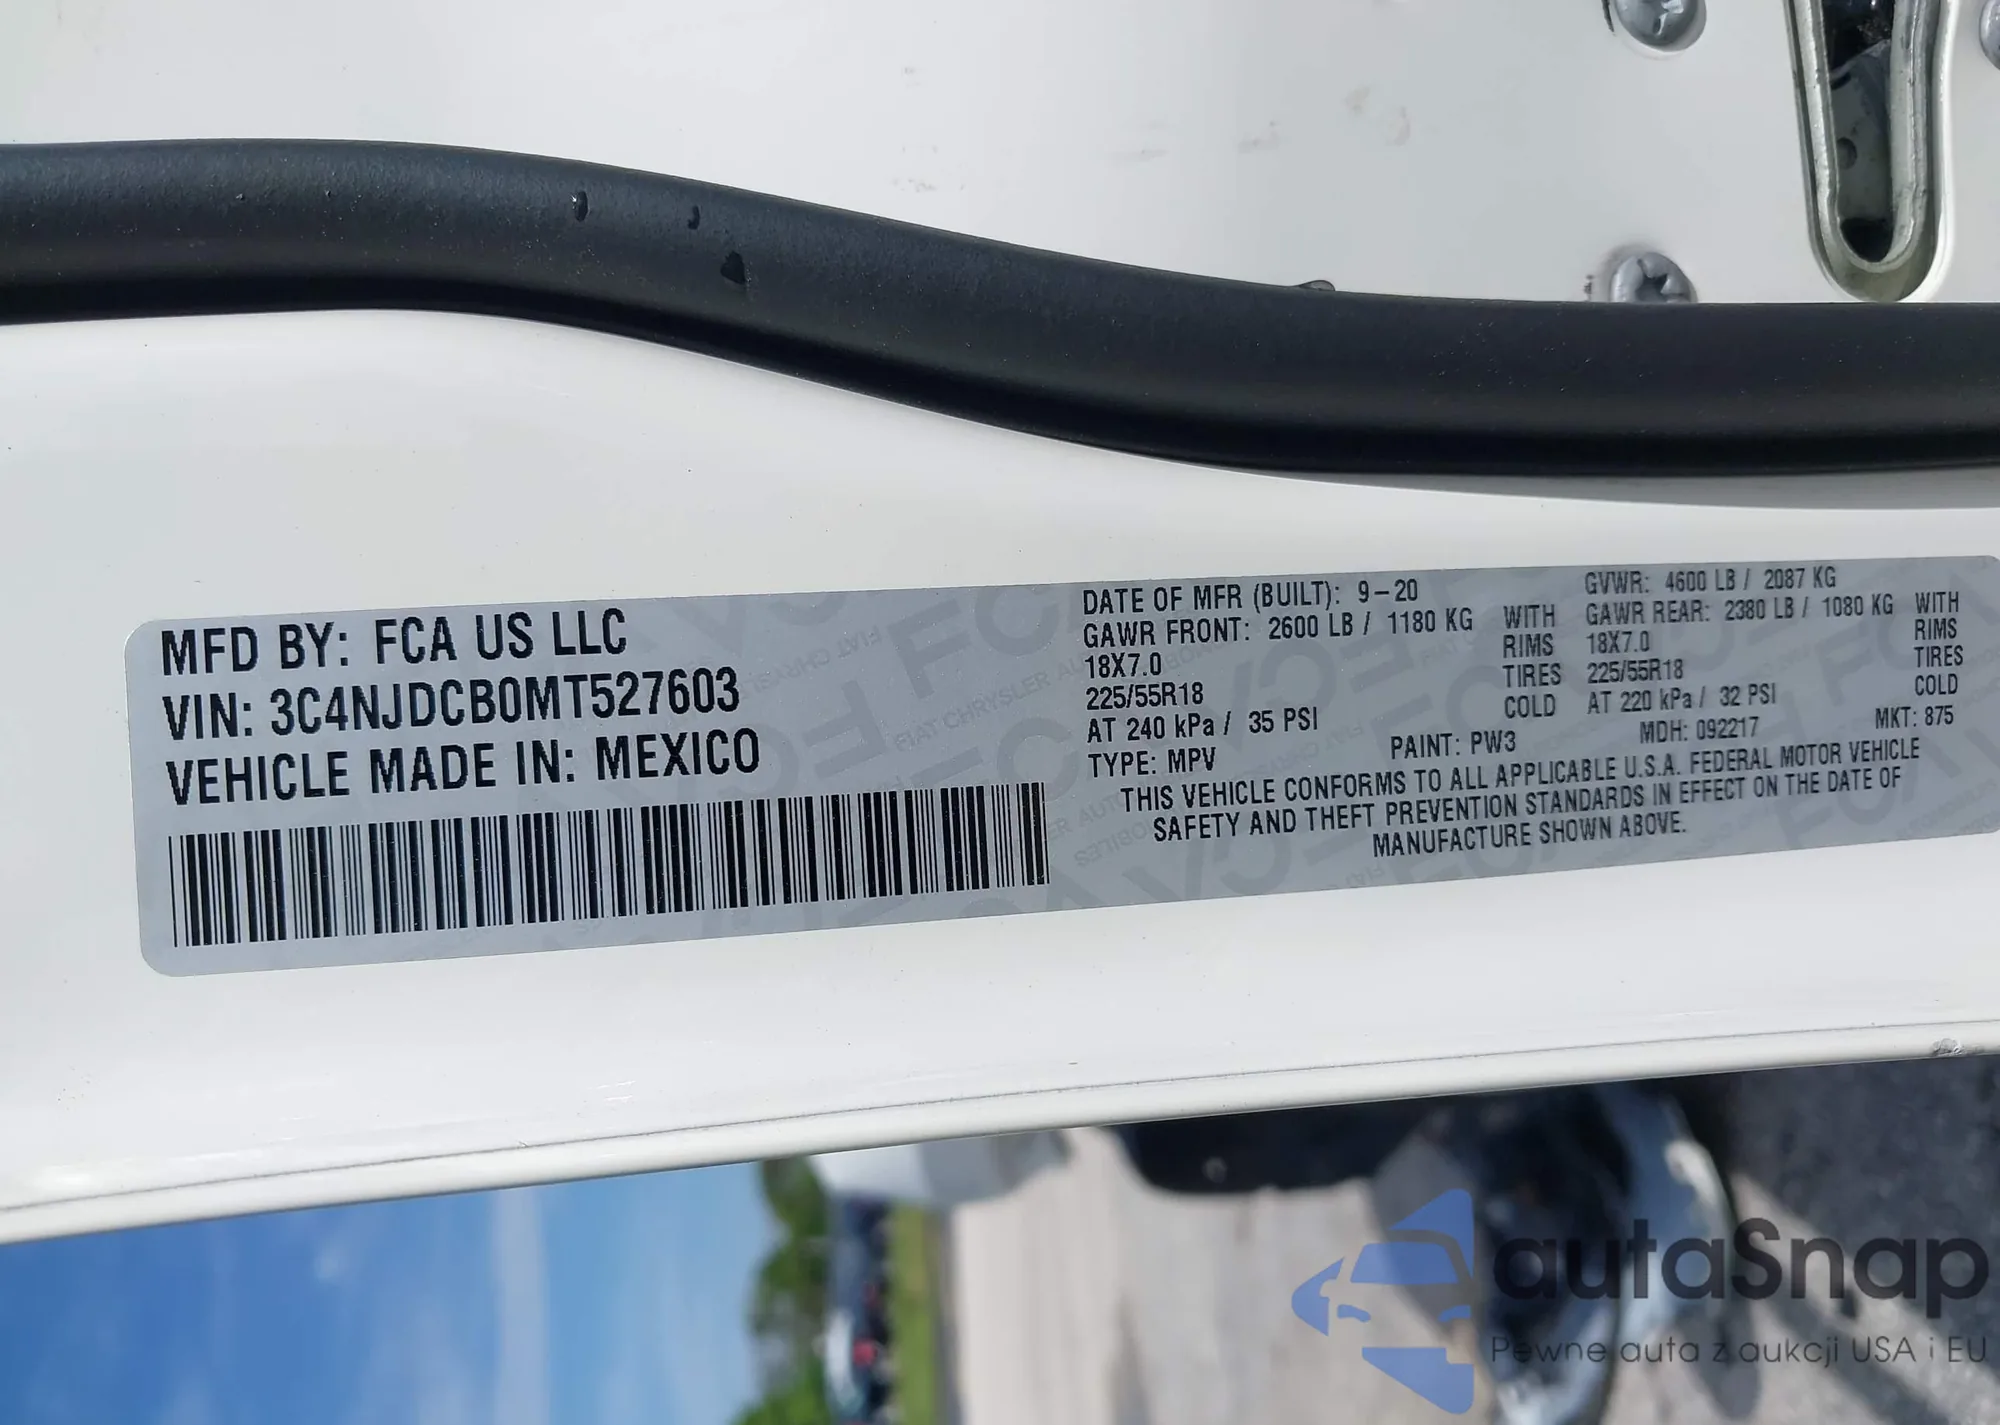 MFD BY: FCA US LLC
VIN: 3C4NJDCB0MT527603
VEHICLE MADE IN: MEXICO
DATE OF MFR (BUILT): 9-20 GVWR: 4600 LB / 2087 KG
GAWR FRONT: 2600 LB / 1180 KG WITH GAWR REAR: 2380 LB / 1080 KG WITH
18X7.0 RIMS 18X7.0 RIMS
225/55R18 TIRES 225/55R18 TIRES
AT 240 kPa / 35 PSI COLD AT 220 kPa / 32 PSI COLD
TYPE: MPV PAINT: PW3 MDH: 092217 MKT: 875
THIS VEHICLE CONFORMS TO ALL APPLICABLE U.S.A. FEDERAL MOTOR VEHICLE
SAFETY AND THEFT PREVENTION STANDARDS IN EFFECT ON THE DATE OF
MANUFACTURE SHOWN ABOVE.
autaSnap
Pewne auta z aukcji USA i EU